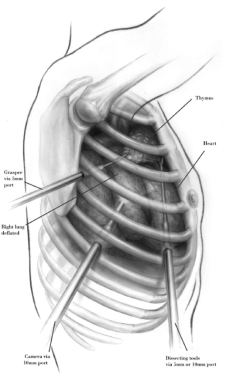 Thymus
Heart
Grasper
via 5mm
port
Right lung
deflated
Camera via
10mm port
Dissecting tools
via 5mm or 10mm port